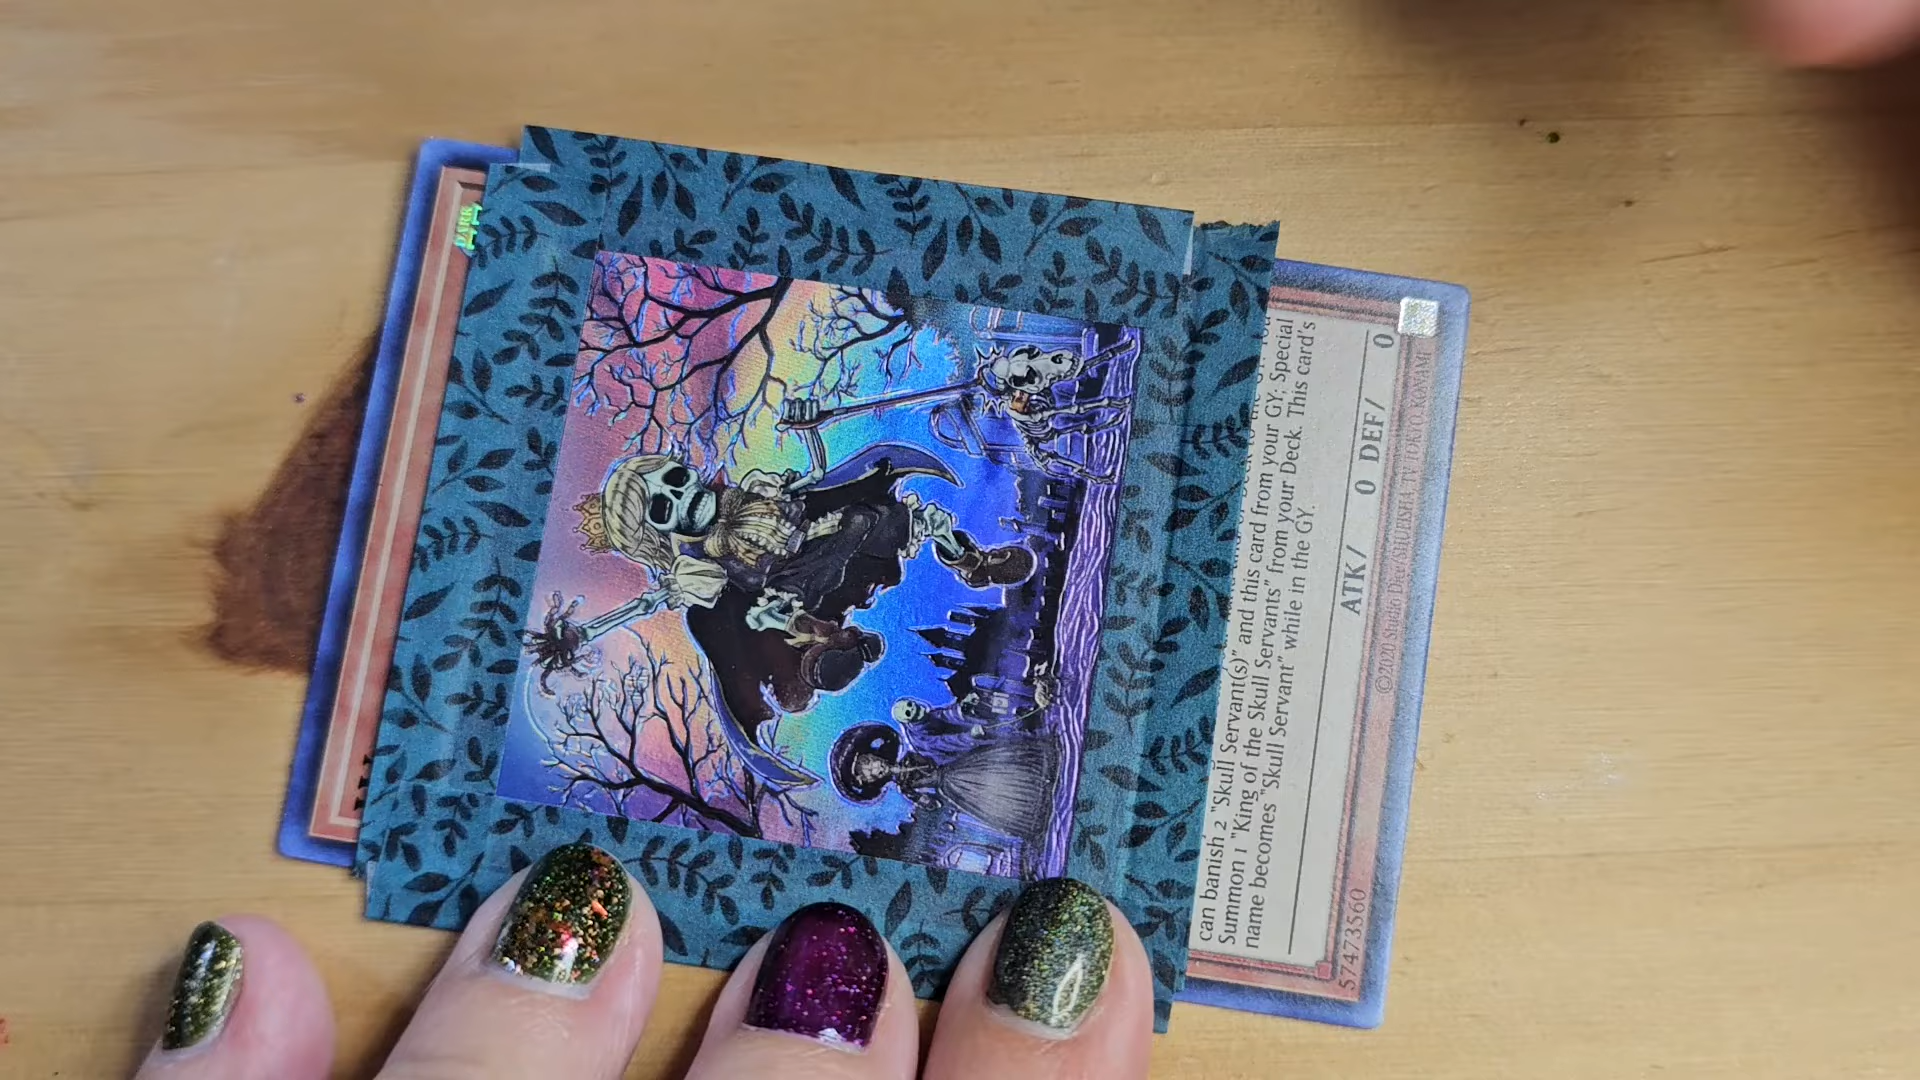 DARK
can banish 2 "Skull Servant(s)" and this card from your GY; Special
Summon 1 "King of the Skull Servants" from your Deck. This card's
name becomes "Skull Servant" while in the GY.
ATK/ 0 DEF/ 0
57473560
©2020 Studio Dice/SHUEISHA, TV TOKYO, KONAMI